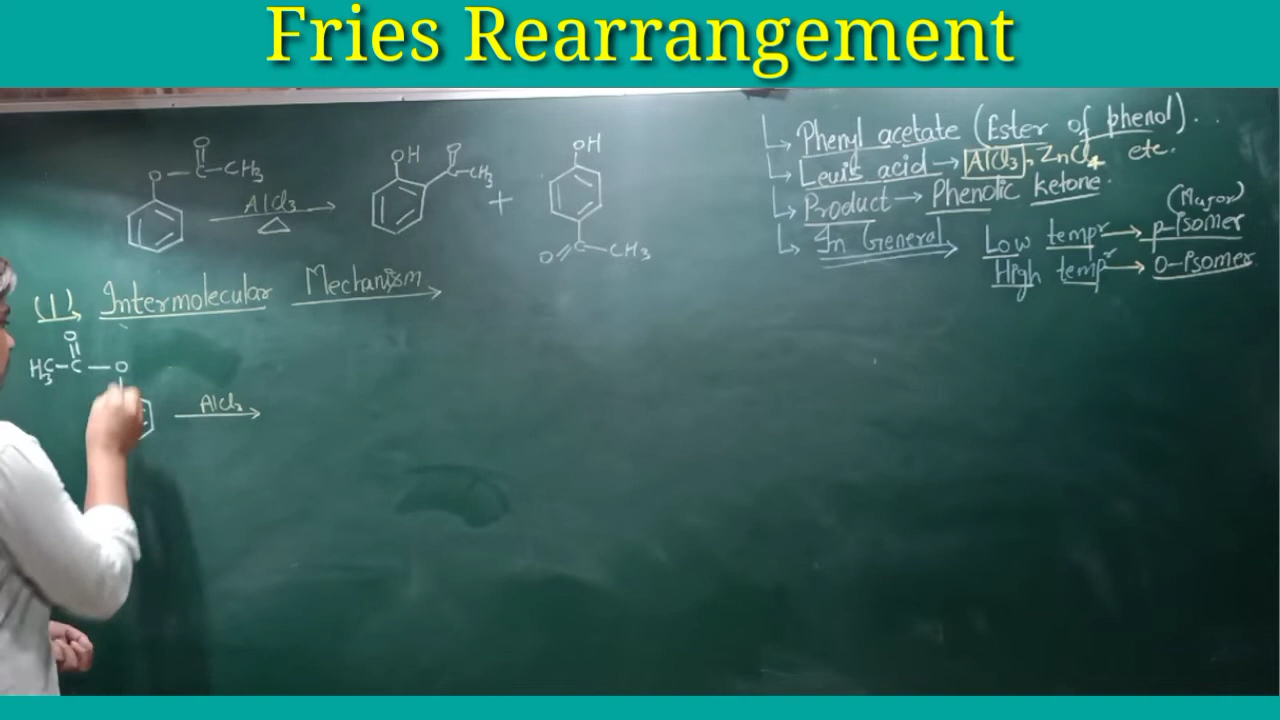 Fries Rearrangement
O
O — C — CH3
AlCl3
△
OH
O
C - CH3
+
OH
O = C — CH3
↳ Phenyl acetate (Ester of phenol)...
↳ Lewis acid → AlCl3, ZnCl4 etc.
↳ Product → Phenolic ketone.
↳ In General → Low tempr → p-Isomer (Major)
High tempr → O-Isomer
(1) Intermolecular Mechanism →
O
H3C - C — O
AlCl3